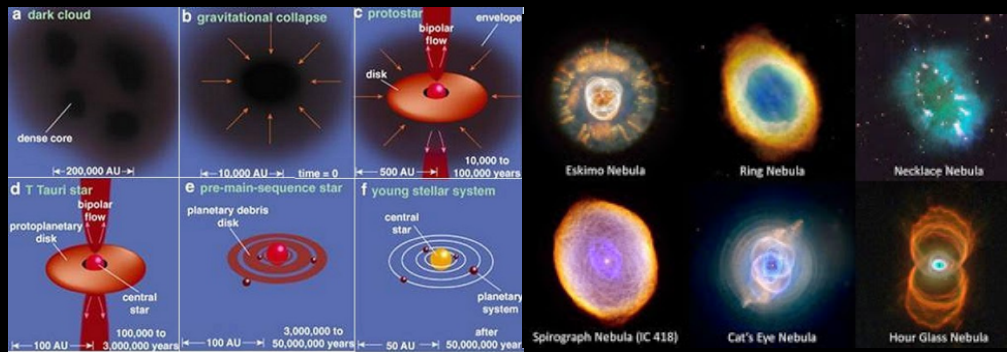 a dark cloud
dense core
200,000 AU
b gravitational collapse
10,000 AU
time = 0
c protostar
envelope
bipolar
flow
disk
500 AU
10,000 to
100,000 years
d T Tauri star
bipolar
flow
protoplanetary
disk
central
star
100 AU
100,000 to
3,000,000 years
e pre-main-sequence star
planetary debris
disk
100 AU
3,000,000 to
50,000,000 years
f young stellar system
central
star
planetary
system
50 AU
after
50,000,000 years
Eskimo Nebula
Ring Nebula
Necklace Nebula
Spirograph Nebula (IC 418)
Cat's Eye Nebula
Hour Glass Nebula